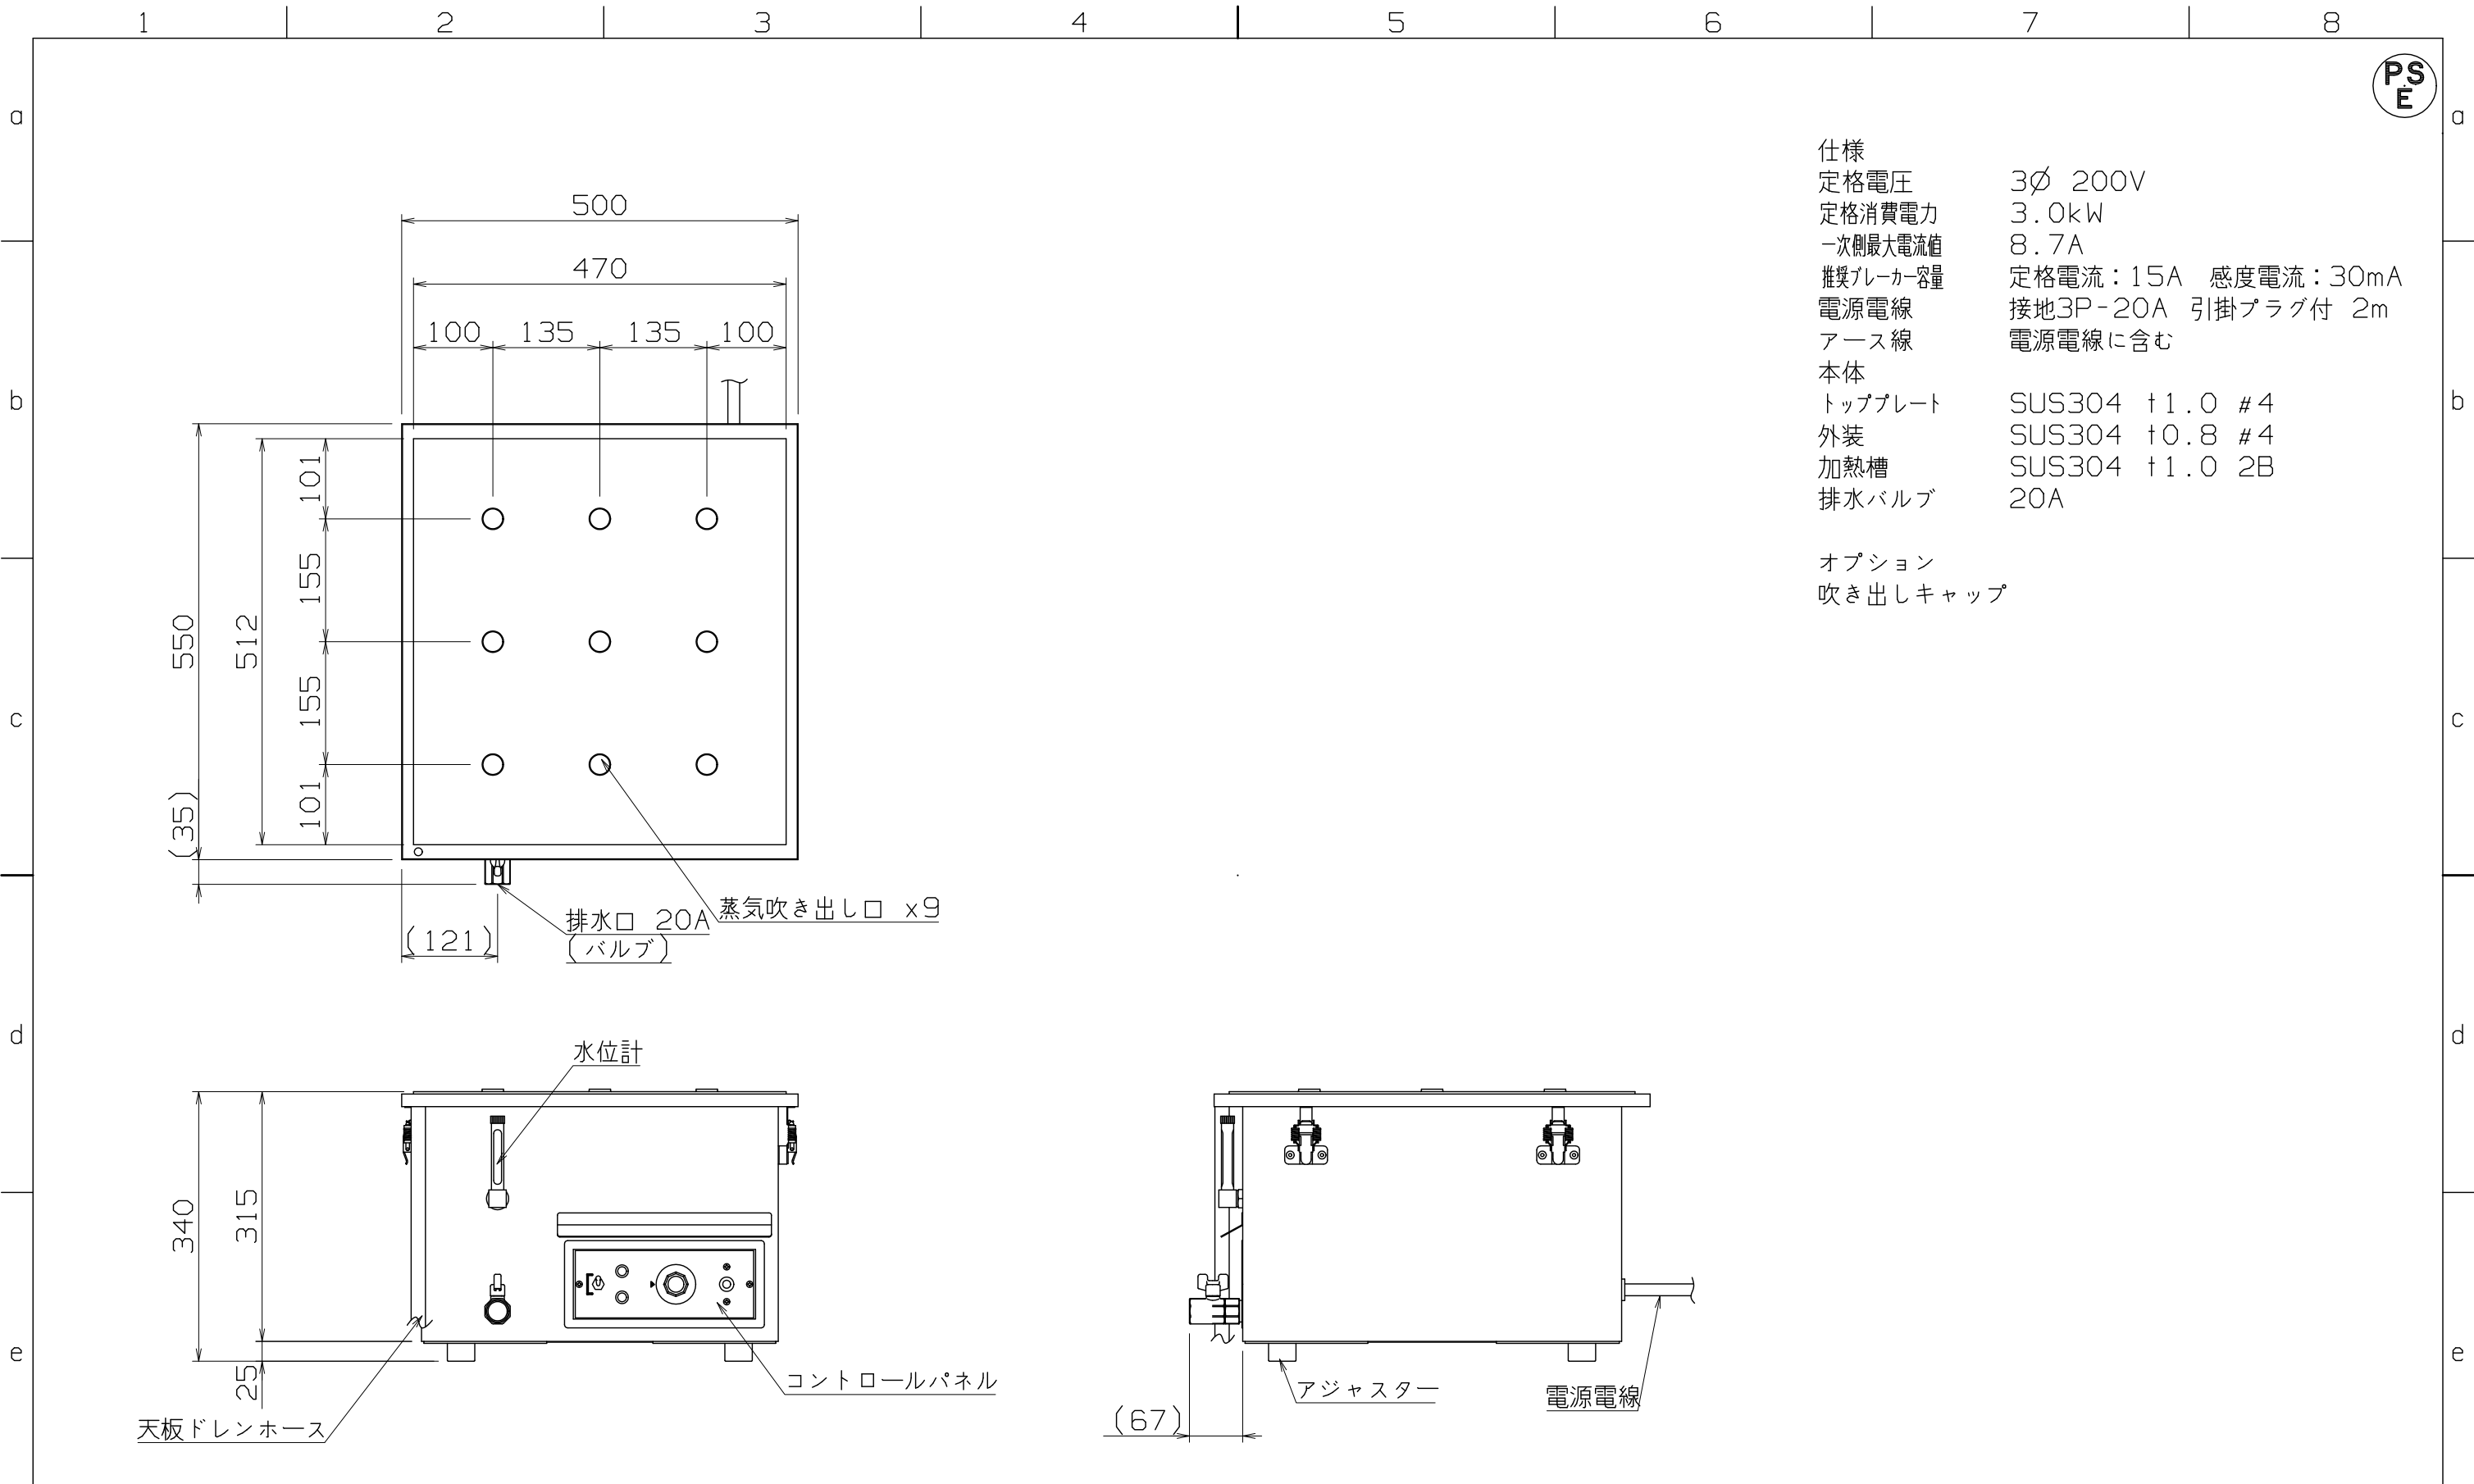 1 2 3 4 5 6 7 8
PS
E
a a
仕様
定格電圧 3Ø 200V
定格消費電力 3.0kW
一次側最大電流値 8.7A
推奨ブレーカー容量 定格電流：15A 感度電流：30mA
電源電線 接地3P-20A 引掛プラグ付 2m
アース線 電源電線に含む
本体
トッププレート SUS304 t1.0 #4
外装 SUS304 t0.8 #4
加熱槽 SUS304 t1.0 2B
排水バルブ 20A
オプション
吹き出しキャップ
500
470
100 135 135 100
b b
101
155
550
512
155
c c
(35)
101
蒸気吹き出し口 x9
排水口 20A
(バルブ)
(121)
d d
水位計
340
315
25
e e
コントロールパネル
天板ドレンホース
アジャスター
電源電線
(67)